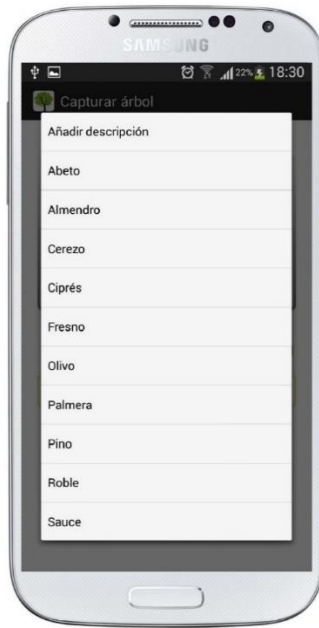 SAMSUNG
22% 18:30
Capturar árbol
Añadir descripción
Abeto
Almendro
Cerezo
Ciprés
Fresno
Olivo
Palmera
Pino
Roble
Sauce